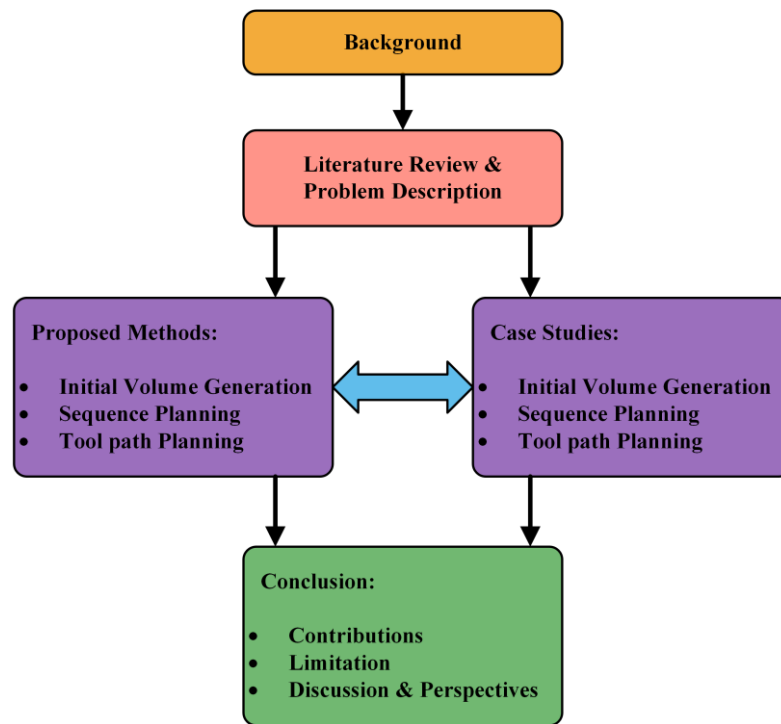 Background
Literature Review &
Problem Description
Proposed Methods:
• Initial Volume Generation
• Sequence Planning
• Tool path Planning
Case Studies:
• Initial Volume Generation
• Sequence Planning
• Tool path Planning
Conclusion:
• Contributions
• Limitation
• Discussion & Perspectives